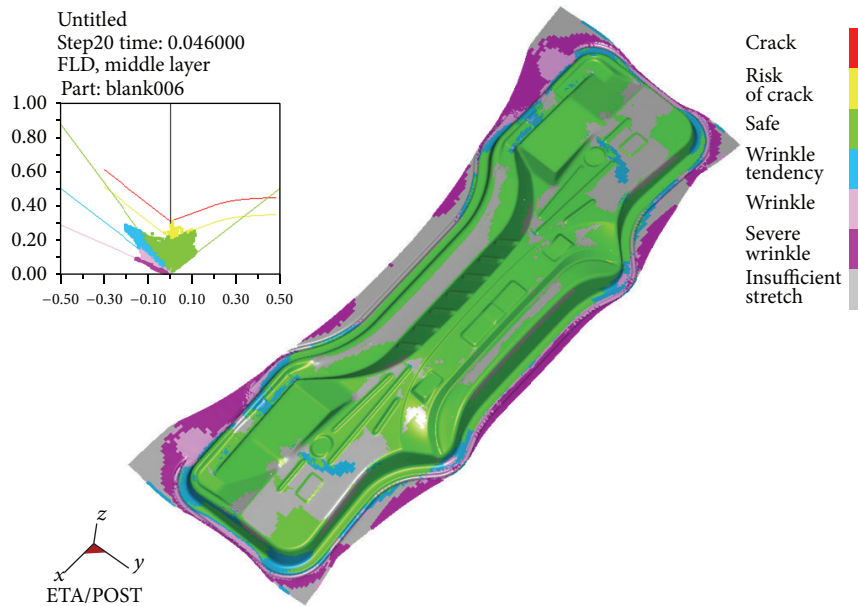 Untitled
Step20 time: 0.046000
FLD, middle layer
Part: blank006
1.00
0.80
0.60
0.40
0.20
0.00
−0.50 −0.30 −0.10 0.10 0.30 0.50
Crack
Risk
of crack
Safe
Wrinkle
tendency
Wrinkle
Severe
wrinkle
Insufficient
stretch
z
x
y
ETA/POST